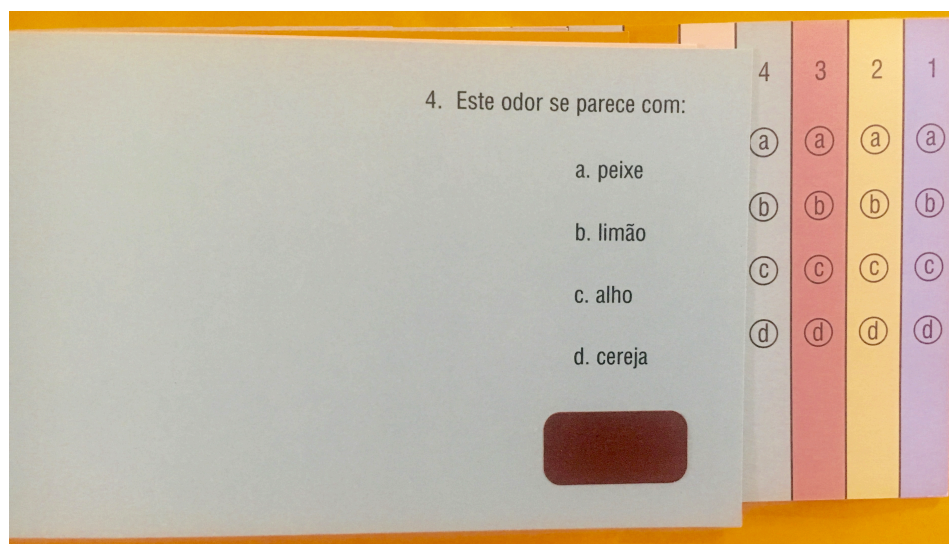 4. Este odor se parece com:
a. peixe
b. limão
c. alho
d. cereja
4 3 2 1
a a a a
b b b b
c c c c
d d d d